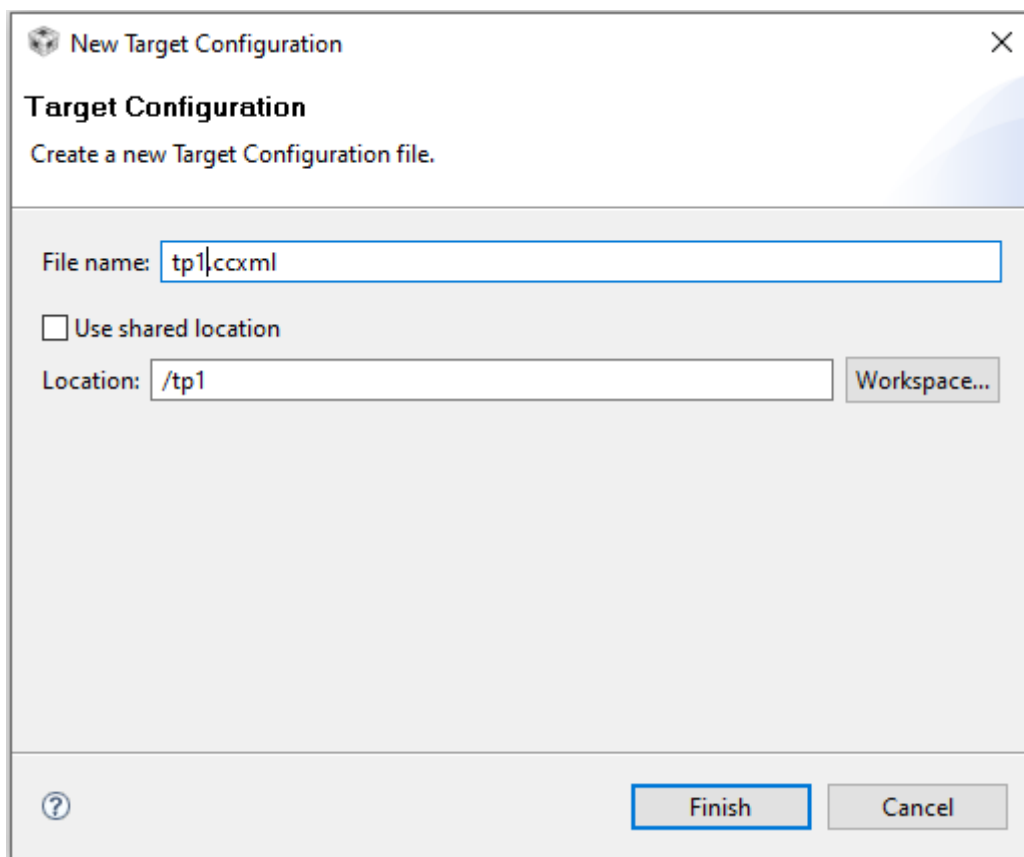 New Target Configuration
Target Configuration
Create a new Target Configuration file.
File name: tp1.ccxml
Use shared location
Location: /tp1 Workspace...
? Finish Cancel